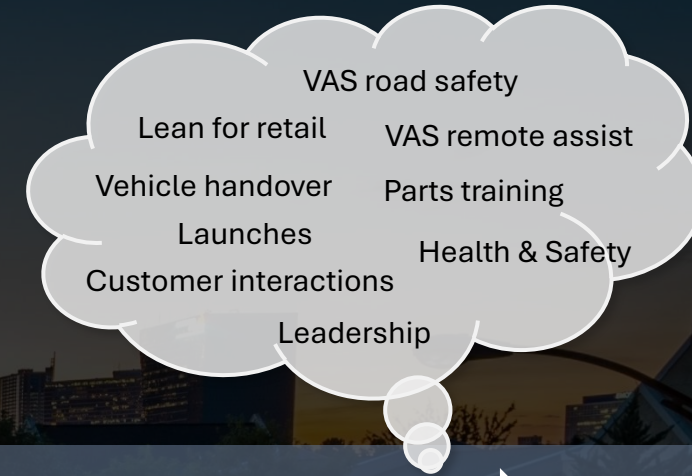 VAS road safety
Lean for retail
VAS remote assist
Vehicle handover
Parts training
Launches
Health & Safety
Customer interactions
Leadership